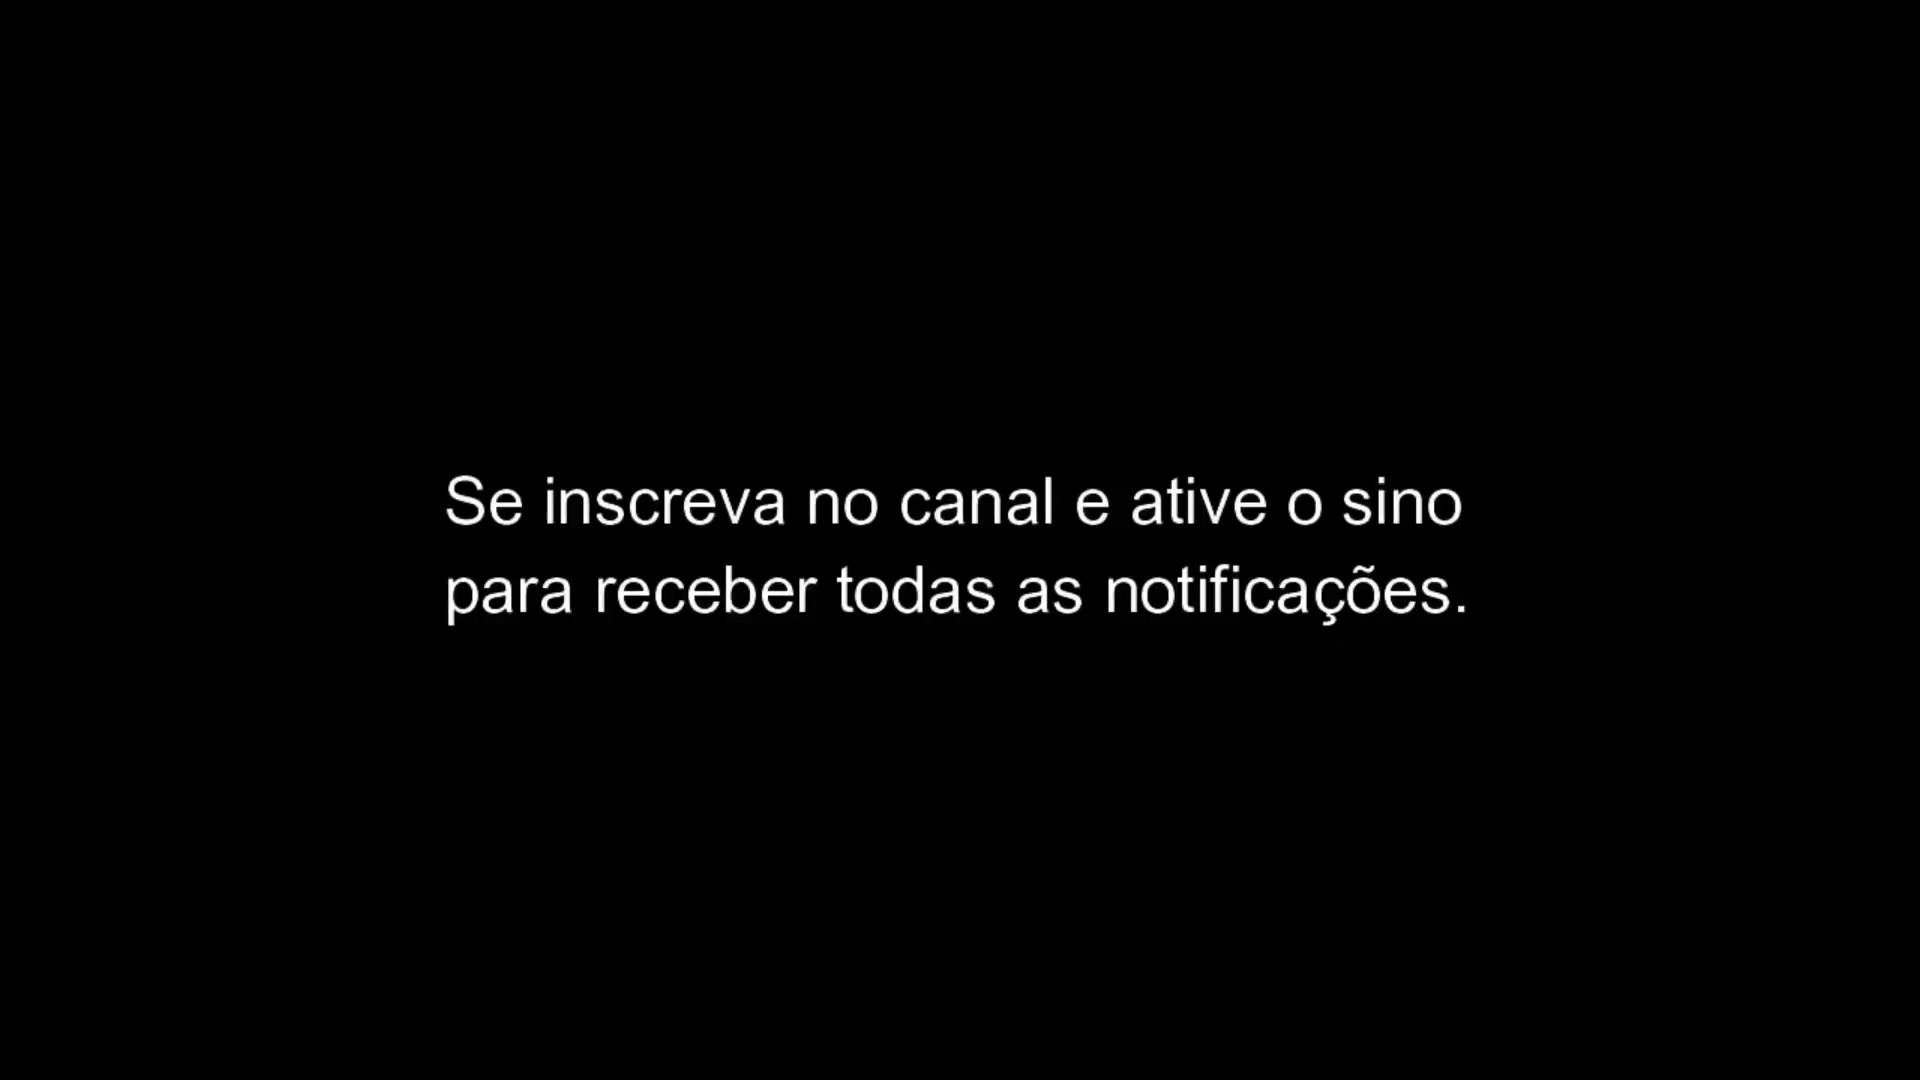 Se inscreva no canal e ative o sino
para receber todas as notificações.